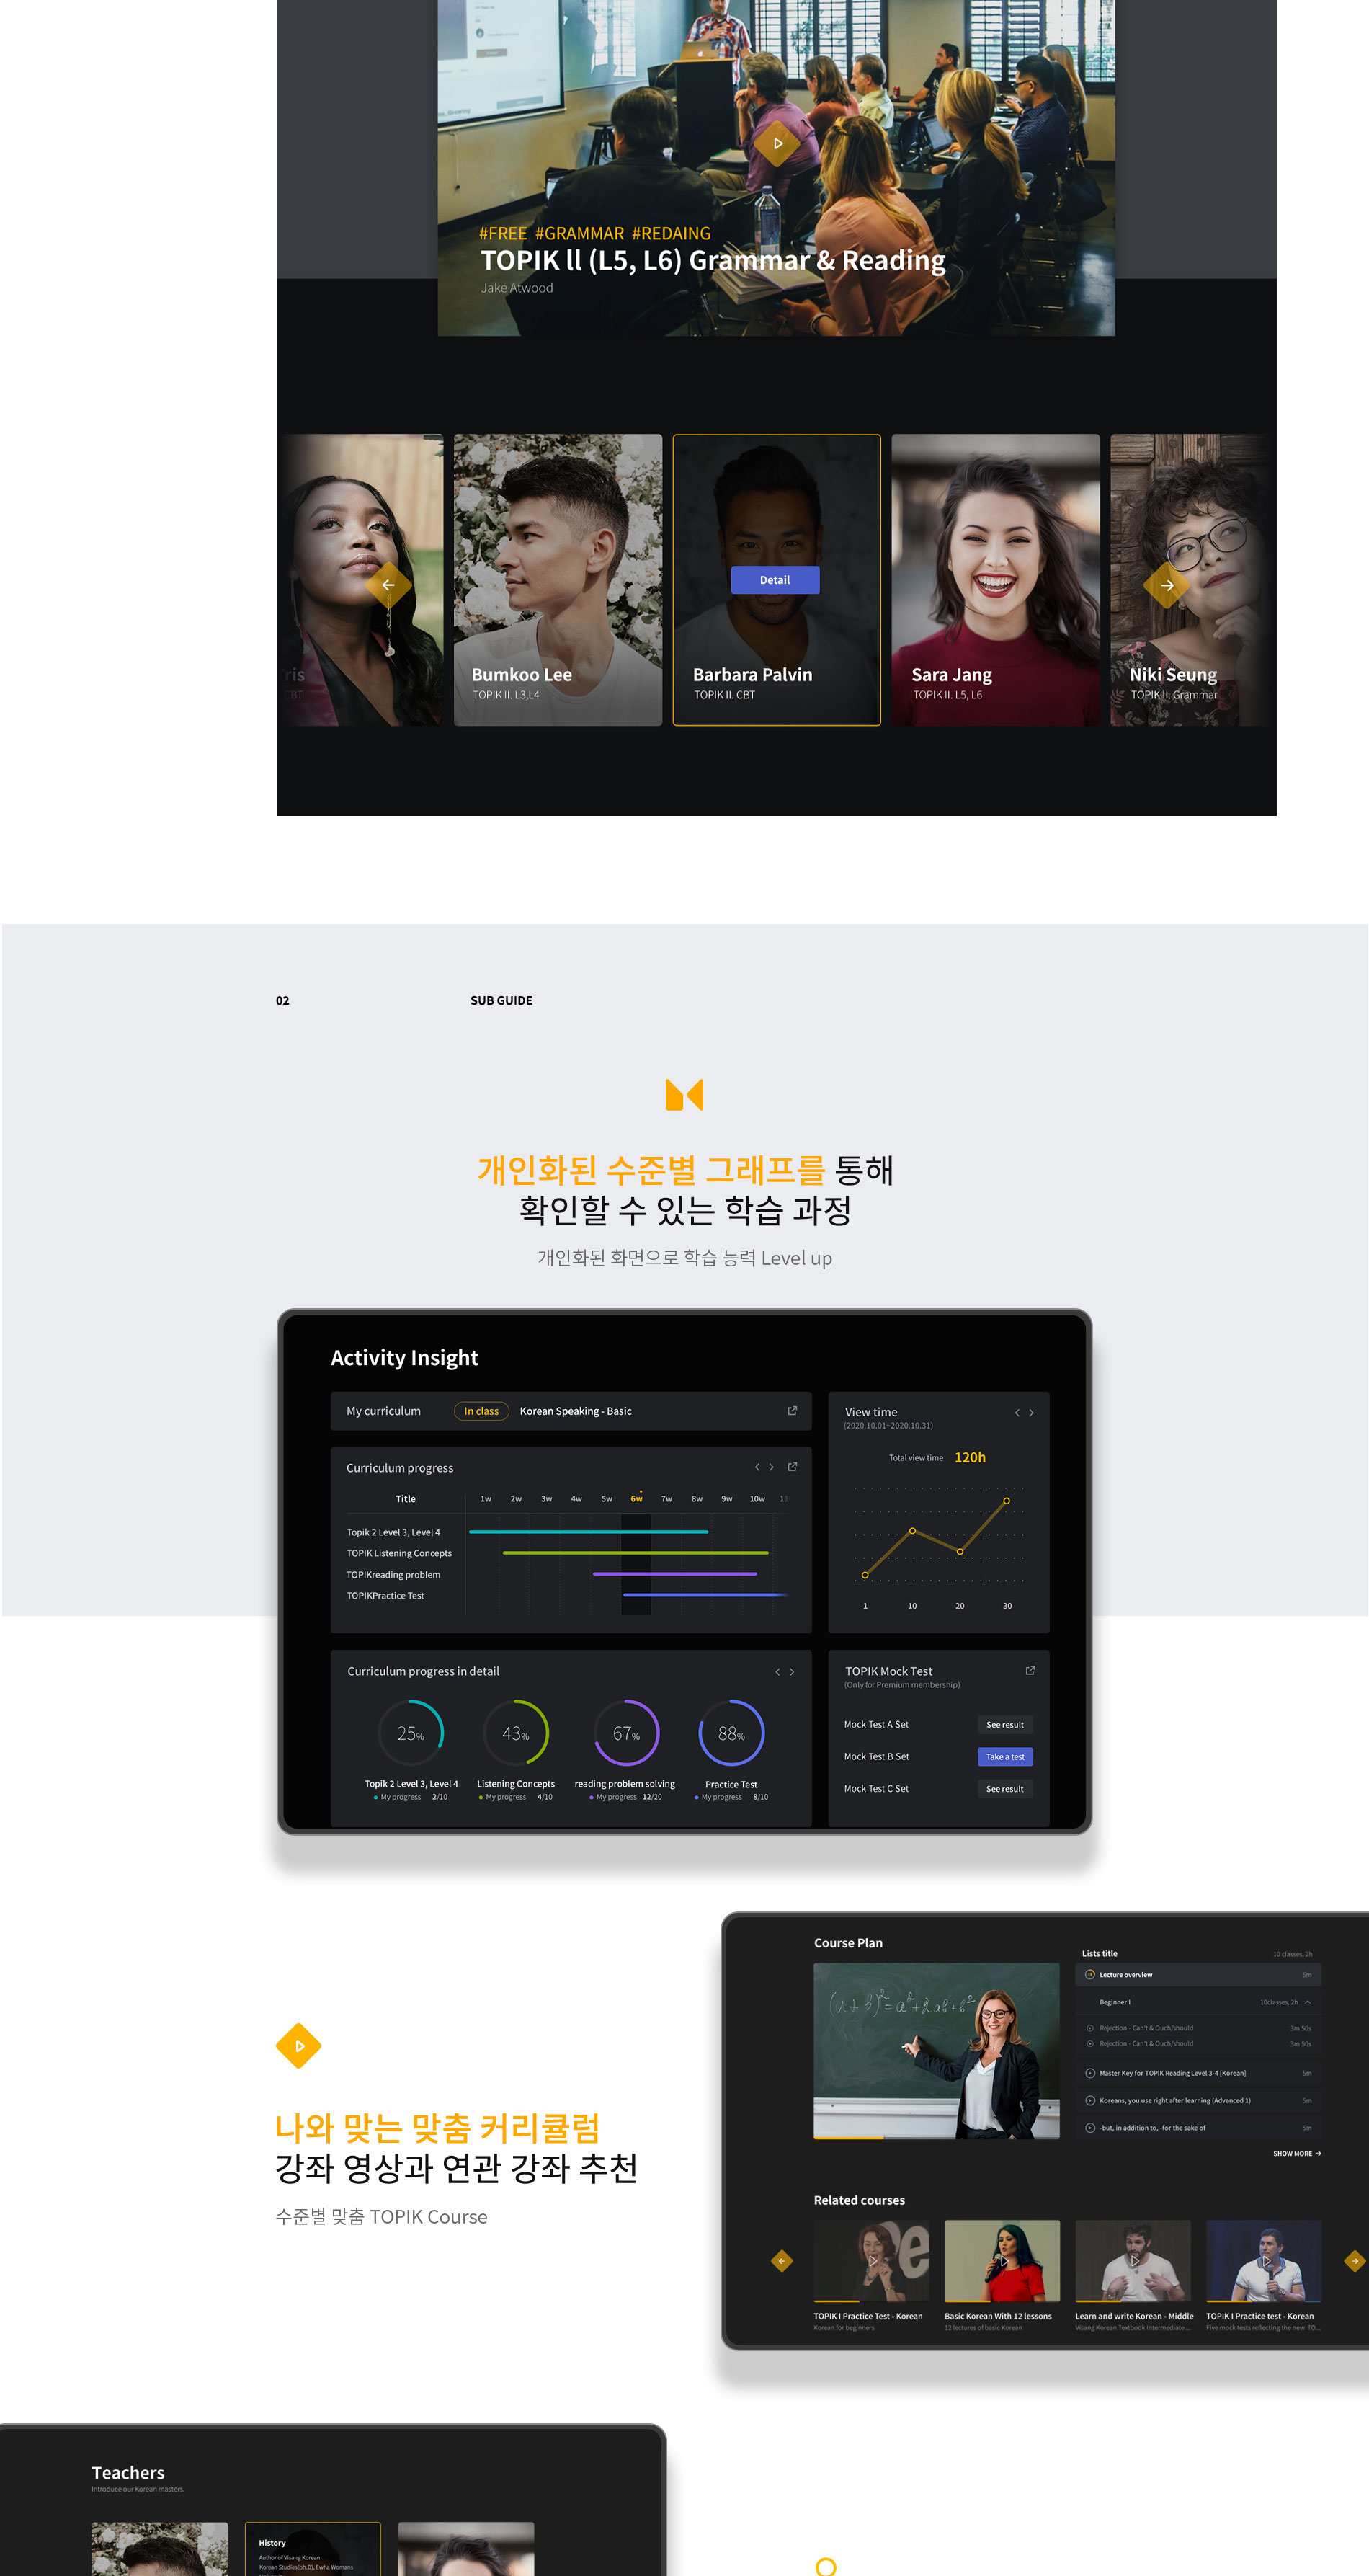 #FREE #GRAMMAR #REDAING
TOPIK ll (L5, L6) Grammar & Reading
Jake Atwood
ris
CBT
Bumkoo Lee
TOPIK II. L3,L4
Detail
Barbara Palvin
TOPIK II. CBT
Sara Jang
TOPIK II. L5, L6
Niki Seung
TOPIK II. Grammar
02
SUB GUIDE
개인화된 수준별 그래프를 통해
확인할 수 있는 학습 과정
개인화된 화면으로 학습 능력 Level up
Activity Insight
My curriculum
In class
Korean Speaking - Basic
Curriculum progress
Title 1w 2w 3w 4w 5w 6w 7w 8w 9w 10w 11
Topik 2 Level 3, Level 4
TOPIK Listening Concepts
TOPIKreading problem
TOPIKPractice Test
View time
(2020.10.01~2020.10.31)
Total view time 120h
1 10 20 30
Curriculum progress in detail
25% 43% 67% 88%
Topik 2 Level 3, Level 4
My progress 2/10
Listening Concepts
My progress 4/10
reading problem solving
My progress 12/20
Practice Test
My progress 8/10
TOPIK Mock Test
(Only for Premium membership)
Mock Test A Set See result
Mock Test B Set Take a test
Mock Test C Set See result
나와 맞는 맞춤 커리큘럼
강좌 영상과 연관 강좌 추천
수준별 맞춤 TOPIK Course
Course Plan
Lists title 10 classes, 2h
Lecture overview 5m
Beginner I 10classes, 2h
Rejection - Can't & Ouch/should 3m 50s
Rejection - Can't & Ouch/should 3m 50s
Master Key for TOPIK Reading Level 3-4 [Korean] 5m
Koreans, you use right after learning (Advanced 1) 5m
-but, in addition to, -for the sake of 5m
SHOW MORE
Related courses
TOPIK I Practice Test - Korean
Korean for beginners
Basic Korean With 12 lessons
12 lectures of basic Korean
Learn and write Korean - Middle
Visang Korean Textbook Intermediate ...
TOPIK I Practice test - Korean
Five mock tests reflecting the new TO...
Teachers
Introduce our Korean masters.
History
Author of Visang Korean
Korean Studies(ph.D), Ewha Womans